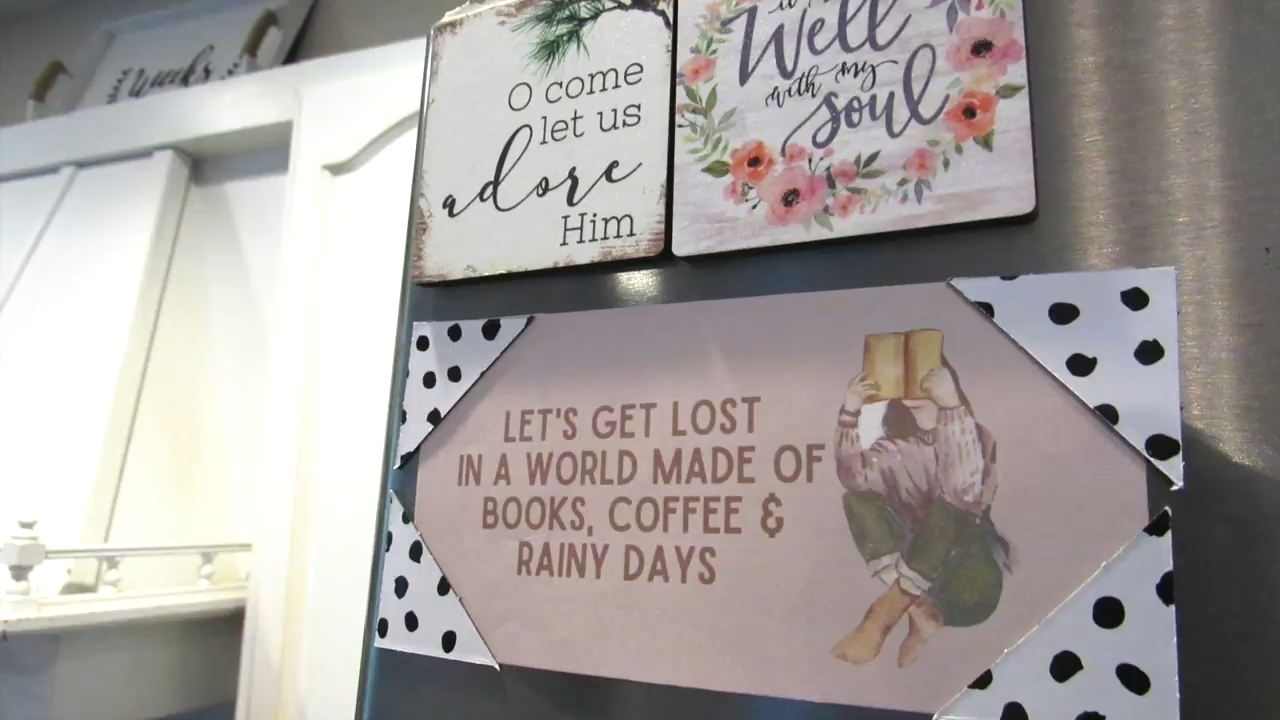 weeks
O come
let us
adore
Him
Well
with my
soul
LET'S GET LOST
IN A WORLD MADE OF
BOOKS, COFFEE &
RAINY DAYS